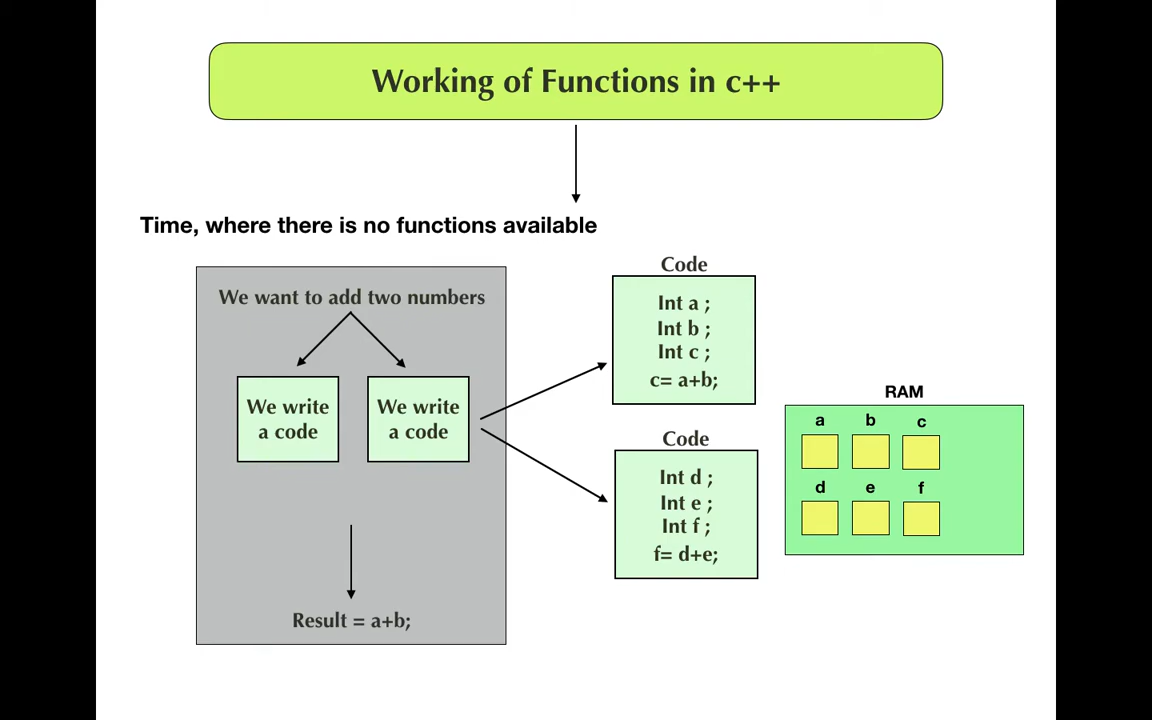 Working of Functions in c++
Time, where there is no functions available
We want to add two numbers
We write
a code
We write
a code
Result = a+b;
Code
Int a ;
Int b ;
Int c ;
c= a+b;
Code
Int d ;
Int e ;
Int f ;
f= d+e;
RAM
a b c
d e f